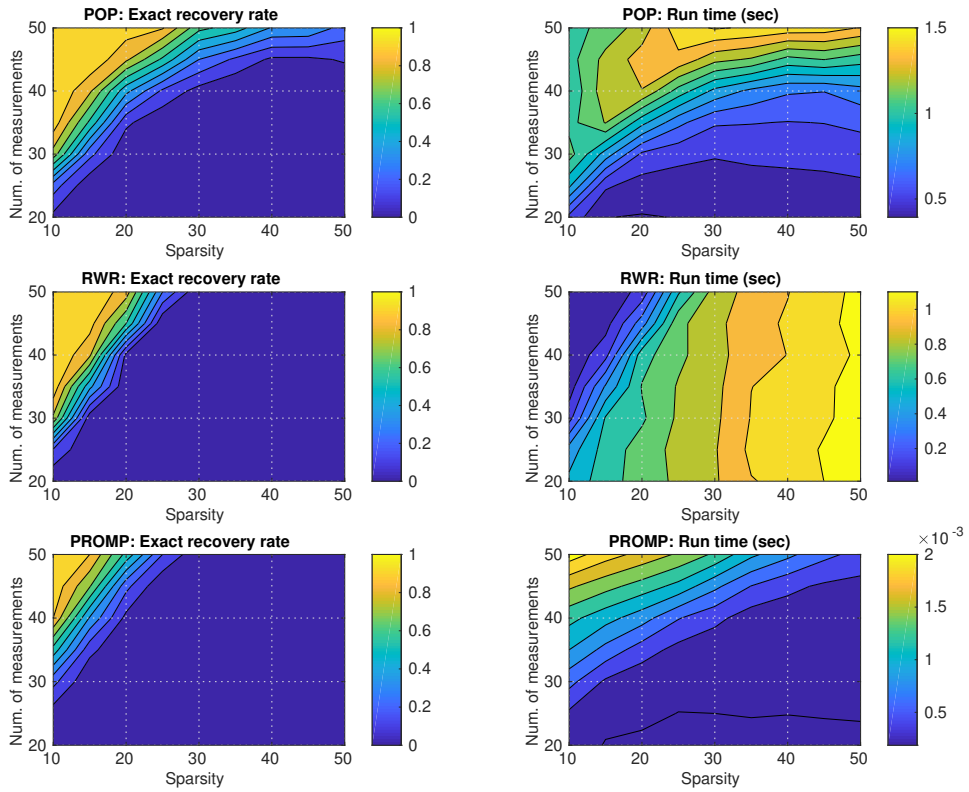 POP: Exact recovery rate
50
40
30
20
Num. of measurements
10 20 30 40 50
Sparsity
1
0.8
0.6
0.4
0.2
0
POP: Run time (sec)
50
40
30
20
Num. of measurements
10 20 30 40 50
Sparsity
1.5
1
0.5
RWR: Exact recovery rate
50
40
30
20
Num. of measurements
10 20 30 40 50
Sparsity
1
0.8
0.6
0.4
0.2
0
RWR: Run time (sec)
50
40
30
20
Num. of measurements
10 20 30 40 50
Sparsity
1
0.8
0.6
0.4
0.2
PROMP: Exact recovery rate
50
40
30
20
Num. of measurements
10 20 30 40 50
Sparsity
1
0.8
0.6
0.4
0.2
0
PROMP: Run time (sec)
50
40
30
20
Num. of measurements
10 20 30 40 50
Sparsity
×10⁻³
2
1.5
1
0.5